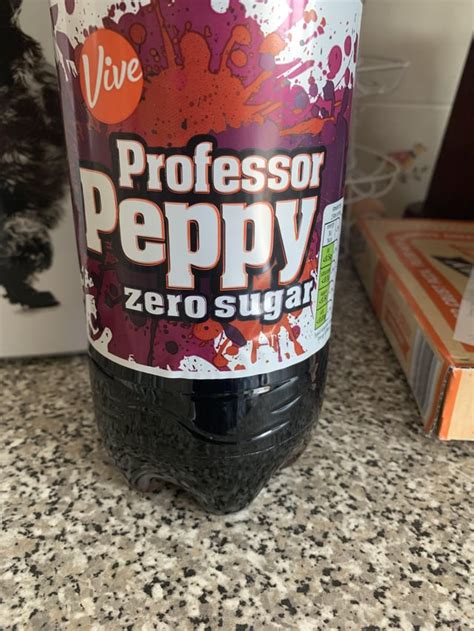 Vive
Professor
Peppy
zero sugar